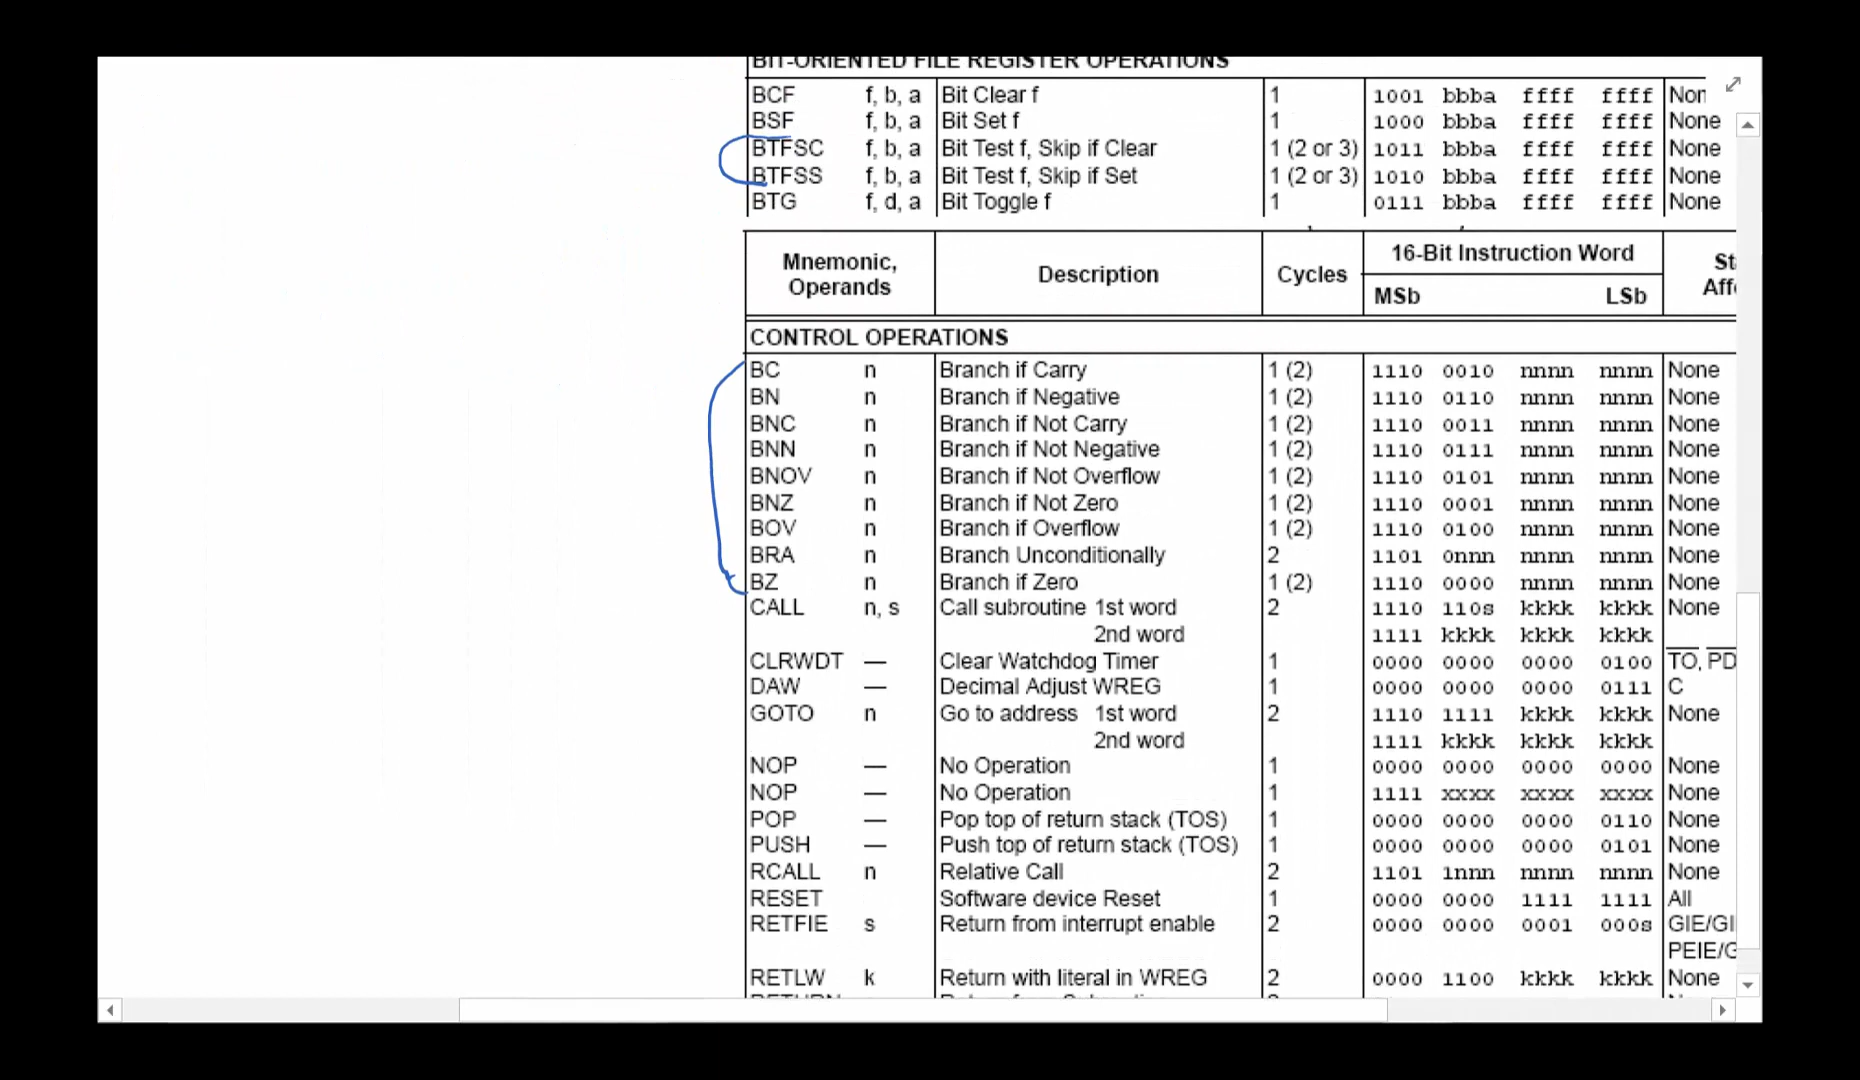 BIT-ORIENTED FILE REGISTER OPERATIONS
BCF f, b, a Bit Clear f 1 1001 bbba ffff ffff Non
BSF f, b, a Bit Set f 1 1000 bbba ffff ffff None
BTFSC f, b, a Bit Test f, Skip if Clear 1 (2 or 3) 1011 bbba ffff ffff None
BTFSS f, b, a Bit Test f, Skip if Set 1 (2 or 3) 1010 bbba ffff ffff None
BTG f, d, a Bit Toggle f 1 0111 bbba ffff ffff None
Mnemonic, Operands Description Cycles 16-Bit Instruction Word MSb LSb
CONTROL OPERATIONS
BC n Branch if Carry 1 (2) 1110 0010 nnnn nnnn None
BN n Branch if Negative 1 (2) 1110 0110 nnnn nnnn None
BNC n Branch if Not Carry 1 (2) 1110 0011 nnnn nnnn None
BNN n Branch if Not Negative 1 (2) 1110 0111 nnnn nnnn None
BNOV n Branch if Not Overflow 1 (2) 1110 0101 nnnn nnnn None
BNZ n Branch if Not Zero 1 (2) 1110 0001 nnnn nnnn None
BOV n Branch if Overflow 1 (2) 1110 0100 nnnn nnnn None
BRA n Branch Unconditionally 2 1101 0nnn nnnn nnnn None
BZ n Branch if Zero 1 (2) 1110 0000 nnnn nnnn None
CALL n, s Call subroutine 1st word 2 1110 110s kkkk kkkk None
2nd word 1111 kkkk kkkk kkkk
CLRWDT — Clear Watchdog Timer 1 0000 0000 0000 0100 TO, PD
DAW — Decimal Adjust WREG 1 0000 0000 0000 0111 C
GOTO n Go to address 1st word 2 1110 1111 kkkk kkkk None
2nd word 1111 kkkk kkkk kkkk
NOP — No Operation 1 0000 0000 0000 0000 None
NOP — No Operation 1 1111 xxxx xxxx xxxx None
POP — Pop top of return stack (TOS) 1 0000 0000 0000 0110 None
PUSH — Push top of return stack (TOS) 1 0000 0000 0000 0101 None
RCALL n Relative Call 2 1101 1nnn nnnn nnnn None
RESET Software device Reset 1 0000 0000 1111 1111 All
RETFIE s Return from interrupt enable 2 0000 0000 0001 000s GIE/GI
PEIE/G
RETLW k Return with literal in WREG 2 0000 1100 kkkk kkkk None